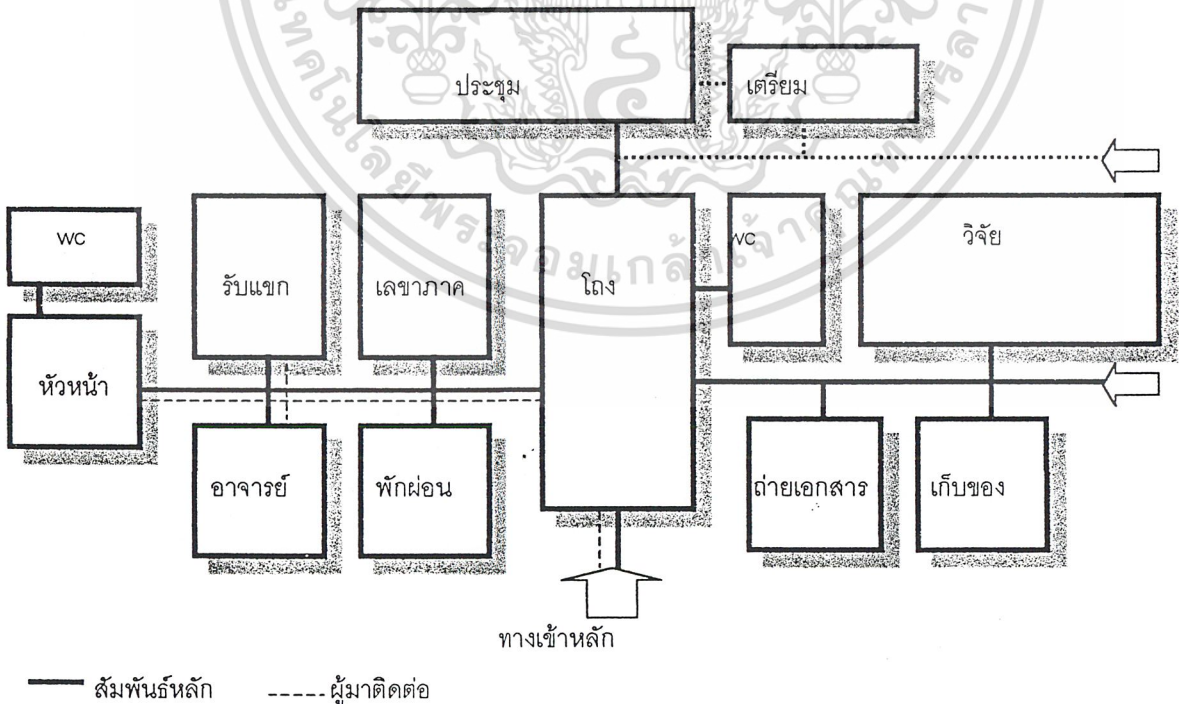 ประชุม
เตรียม
wc
รับแขก
เลขาภาค
โถง
wc
วิจัย
หัวหน้า
อาจารย์
พักผ่อน
ถ่ายเอกสาร
เก็บของ
ทางเข้าหลัก
สัมพันธ์หลัก
ผู้มาติดต่อ